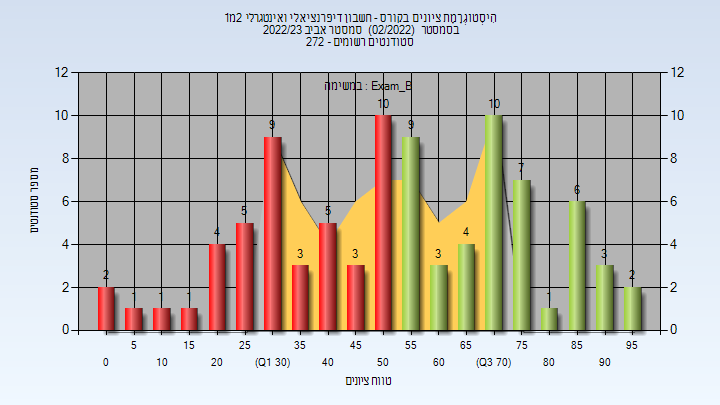 הִיסְטוֹגְרָמַת ציונים בקורס - חשבון דיפרנציאלי ואינטגרלי 2מ1
בסמסטר (02/2022) סמסטר אביב 2022/23
סטודנטים רשומים - 272
במשימה : Exam_B
12 12
10 10
8 8
6 6
4 4
2 2
0 0
מספר סטודנטים
2 1 1 1 4 5 9 3 5 3 10 9 3 4 10 7 1 6 3 2
5 15 25 35 45 55 65 75 85 95
0 10 20 (Q1 30) 40 50 60 (Q3 70) 80 90
טווח ציונים